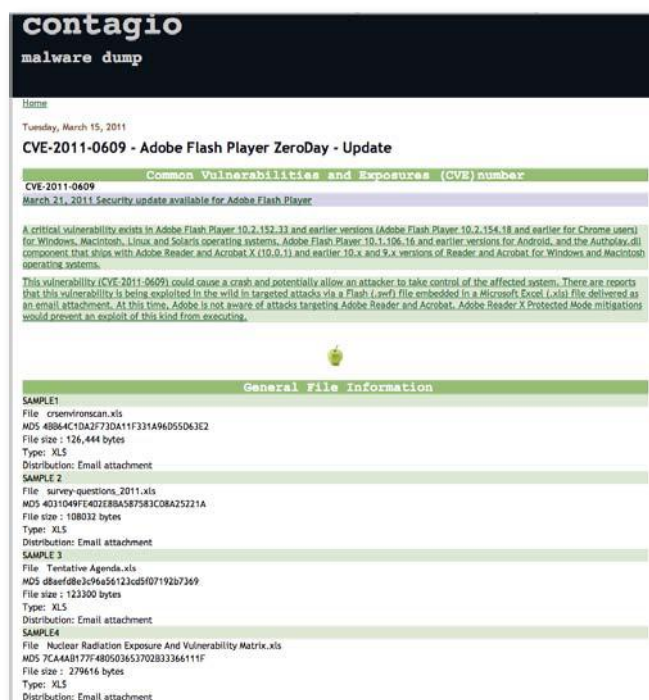 contagio
malware dump
Home
Tuesday, March 15, 2011
CVE-2011-0609 - Adobe Flash Player ZeroDay - Update
Common Vulnerabilities and Exposures (CVE)number
CVE-2011-0609
March 21, 2011 Security update available for Adobe Flash Player
A critical vulnerability exists in Adobe Flash Player 10.2.152.33 and earlier versions (Adobe Flash Player 10.2.154.18 and earlier for Chrome users)
for Windows, Macintosh, Linux and Solaris operating systems, Adobe Flash Player 10.1.106.16 and earlier versions for Android, and the Authplay.dll
component that ships with Adobe Reader and Acrobat X (10.0.1) and earlier 10.x and 9.x versions of Reader and Acrobat for Windows and Macintosh
operating systems.
This vulnerability (CVE-2011-0609) could cause a crash and potentially allow an attacker to take control of the affected system. There are reports
that this vulnerability is being exploited in the wild in targeted attacks via a Flash (.swf) file embedded in a Microsoft Excel (.xls) file delivered as
an email attachment. At this time, Adobe is not aware of attacks targeting Adobe Reader and Acrobat. Adobe Reader X Protected Mode mitigations
would prevent an exploit of this kind from executing.
General File Information
SAMPLE1
File crsenvironscan.xls
MD5 4BB64C1DA2F73DA11F331A96D55D63E2
File size : 126,444 bytes
Type: XLS
Distribution: Email attachment
SAMPLE 2
File survey-questions_2011.xls
MD5 4031049FE402E8BA587583C08A25221A
File size : 108032 bytes
Type: XLS
Distribution: Email attachment
SAMPLE 3
File Tentative Agenda.xls
MD5 d8aefd8e3c96a56123cd5f07192b7369
File size : 123300 bytes
Type: XLS
Distribution: Email attachment
SAMPLE4
File Nuclear Radiation Exposure And Vulnerability Matrix.xls
MD5 7CA4AB177F480503653702B33366111F
File size : 279616 bytes
Type: XLS
Distribution: Email attachment